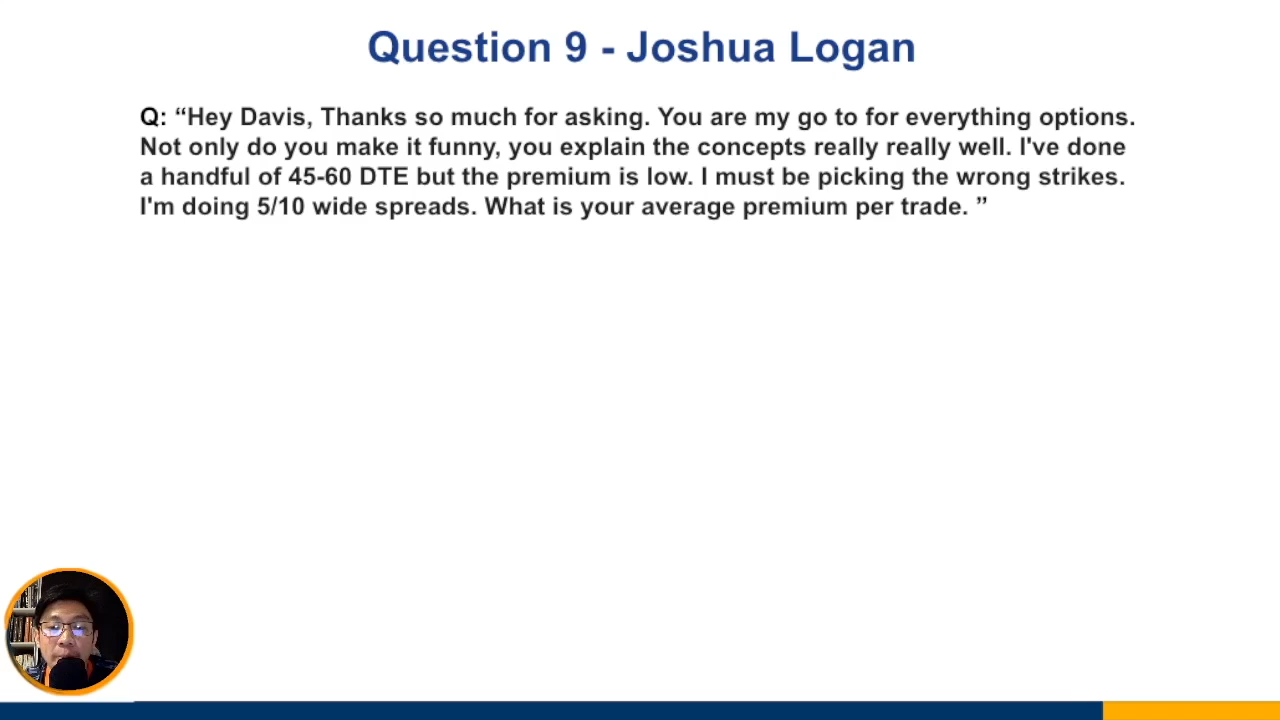 Question 9 - Joshua Logan
Q: “Hey Davis, Thanks so much for asking. You are my go to for everything options.
Not only do you make it funny, you explain the concepts really really well. I've done
a handful of 45-60 DTE but the premium is low. I must be picking the wrong strikes.
I'm doing 5/10 wide spreads. What is your average premium per trade. ”